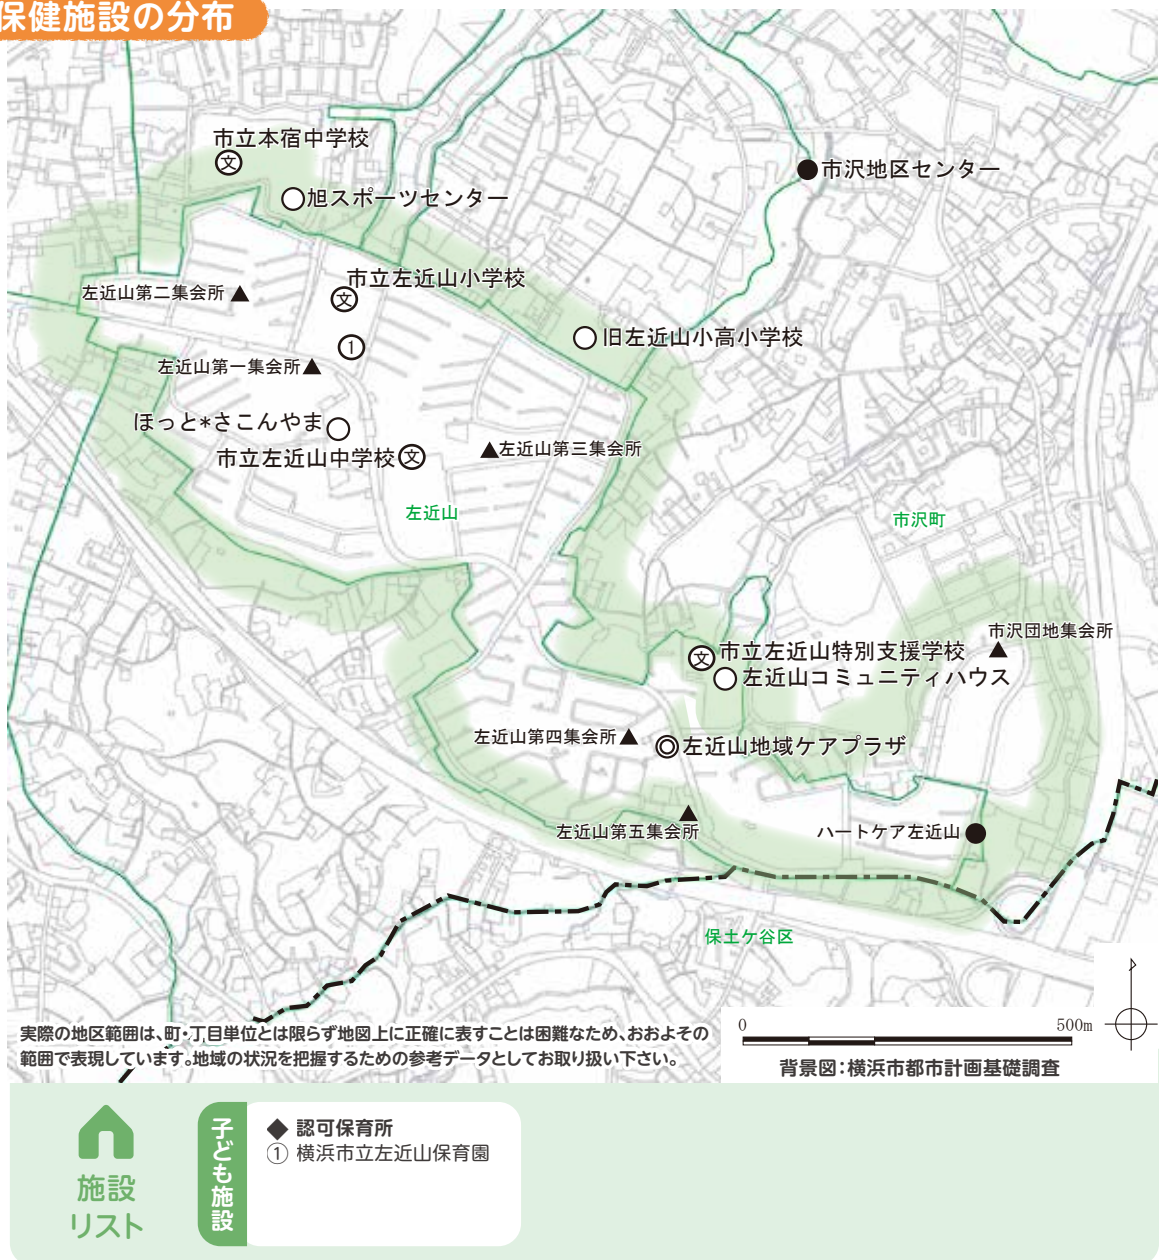 保健施設の分布
市立本宿中学校
文
旭スポーツセンター
市沢地区センター
市立左近山小学校
文
左近山第二集会所
①
旧左近山小高小学校
左近山第一集会所
ほっと*さこんやま
市立左近山中学校
文
左近山第三集会所
左近山
市沢町
市沢団地集会所
文
市立左近山特別支援学校
左近山コミュニティハウス
左近山第四集会所
左近山地域ケアプラザ
左近山第五集会所
ハートケア左近山
保土ケ谷区
実際の地区範囲は、町・丁目単位とは限らず地図上に正確に表すことは困難なため、おおよその
範囲で表現しています。地域の状況を把握するための参考データとしてお取り扱い下さい。
0 500m
背景図：横浜市都市計画基礎調査
施設
リスト
子ども施設
◆ 認可保育所
① 横浜市立左近山保育園